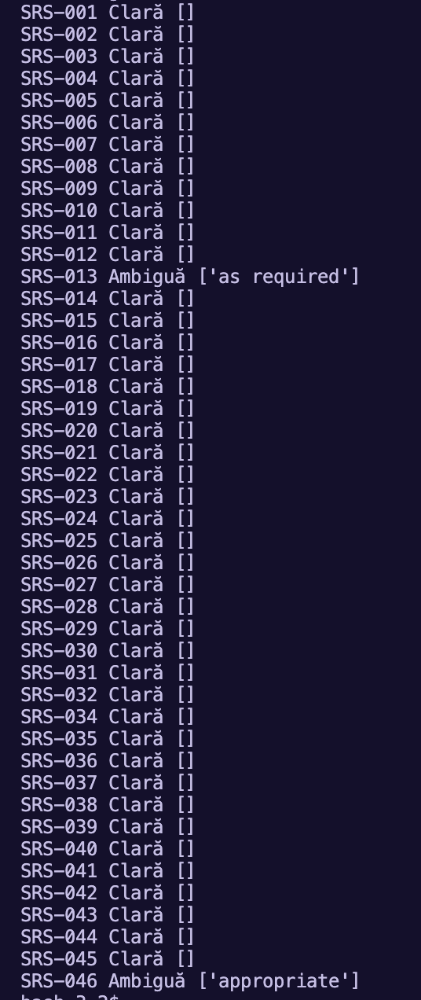 SRS-001 Clară []
SRS-002 Clară []
SRS-003 Clară []
SRS-004 Clară []
SRS-005 Clară []
SRS-006 Clară []
SRS-007 Clară []
SRS-008 Clară []
SRS-009 Clară []
SRS-010 Clară []
SRS-011 Clară []
SRS-012 Clară []
SRS-013 Ambiguă ['as required']
SRS-014 Clară []
SRS-015 Clară []
SRS-016 Clară []
SRS-017 Clară []
SRS-018 Clară []
SRS-019 Clară []
SRS-020 Clară []
SRS-021 Clară []
SRS-022 Clară []
SRS-023 Clară []
SRS-024 Clară []
SRS-025 Clară []
SRS-026 Clară []
SRS-027 Clară []
SRS-028 Clară []
SRS-029 Clară []
SRS-030 Clară []
SRS-031 Clară []
SRS-032 Clară []
SRS-034 Clară []
SRS-035 Clară []
SRS-036 Clară []
SRS-037 Clară []
SRS-038 Clară []
SRS-039 Clară []
SRS-040 Clară []
SRS-041 Clară []
SRS-042 Clară []
SRS-043 Clară []
SRS-044 Clară []
SRS-045 Clară []
SRS-046 Ambiguă ['appropriate']